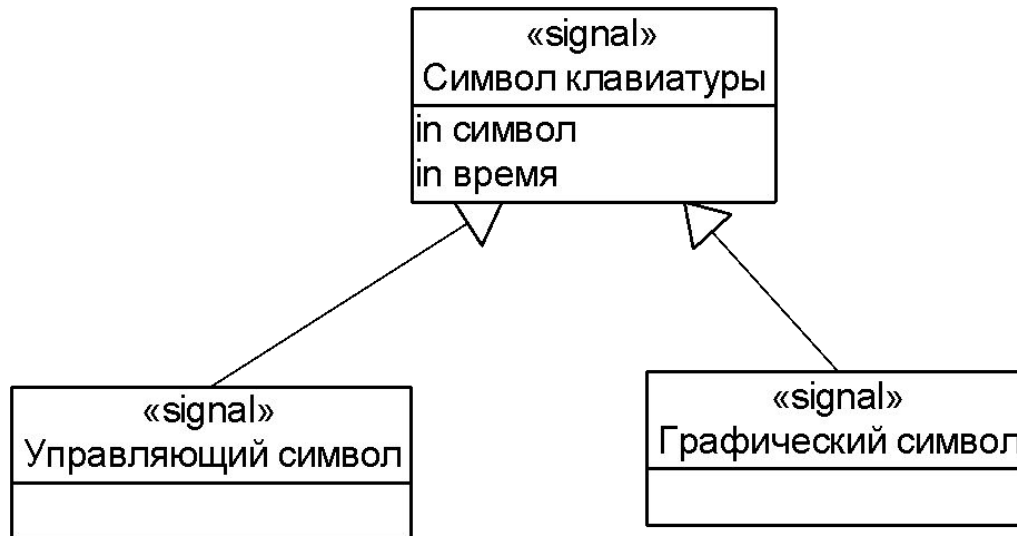 «signal»
Символ клавиатуры
in символ
in время
«signal»
Управляющий символ
«signal»
Графический символ